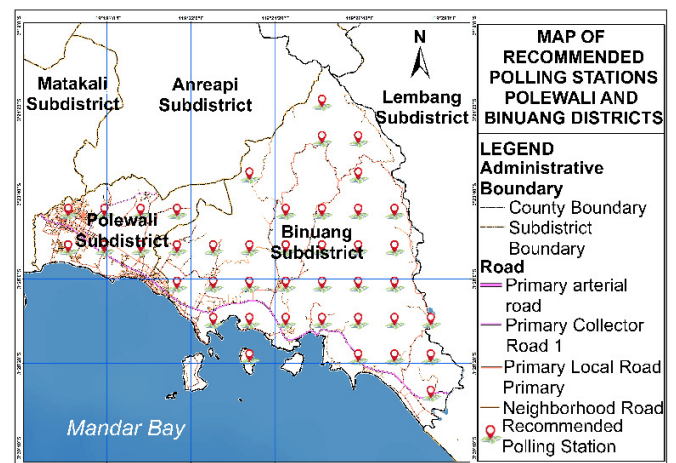 N
Matakali
Subdistrict
Anreapi
Subdistrict
Lembang
Subdistrict
Polewali
Subdistrict
Binuang
Subdistrict
Mandar Bay
MAP OF
RECOMMENDED
POLLING STATIONS
POLEWALI AND
BINUANG DISTRICTS
LEGEND
Administrative
Boundary
County Boundary
Subdistrict
Boundary
Road
Primary arterial
road
Primary Collector
Road 1
Primary Local Road
Primary
Neighborhood Road
Recommended
Polling Station